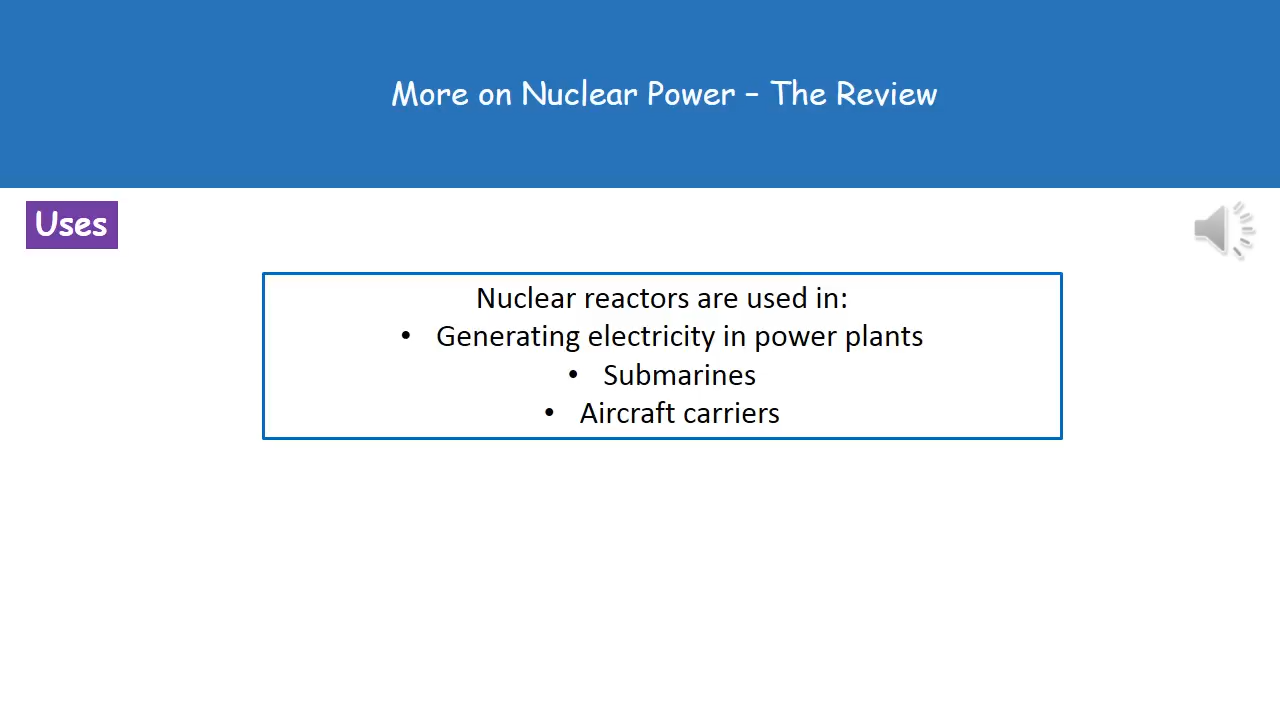 More on Nuclear Power – The Review
Uses
Nuclear reactors are used in:
• Generating electricity in power plants
• Submarines
• Aircraft carriers